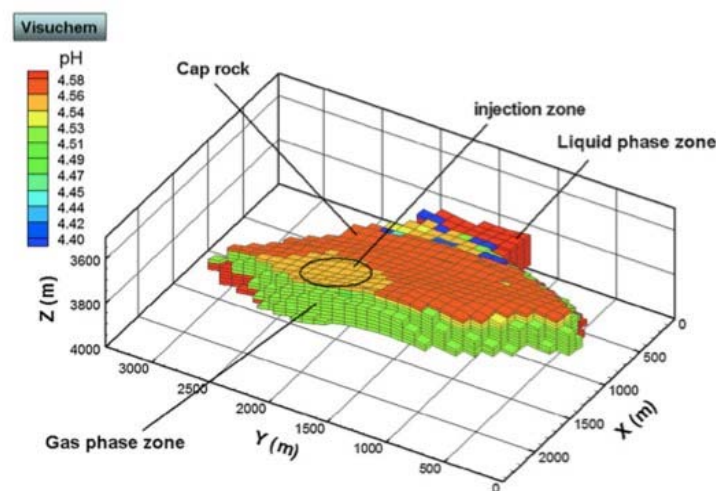 Visuchem
pH
4.58
4.56
4.54
4.53
4.51
4.49
4.47
4.45
4.44
4.42
4.40
Cap rock
injection zone
Liquid phase zone
Gas phase zone
Z (m)
3600
3800
4000
Y (m)
3000
2500
2000
1500
1000
500
0
X (m)
0
500
1000
1500
2000